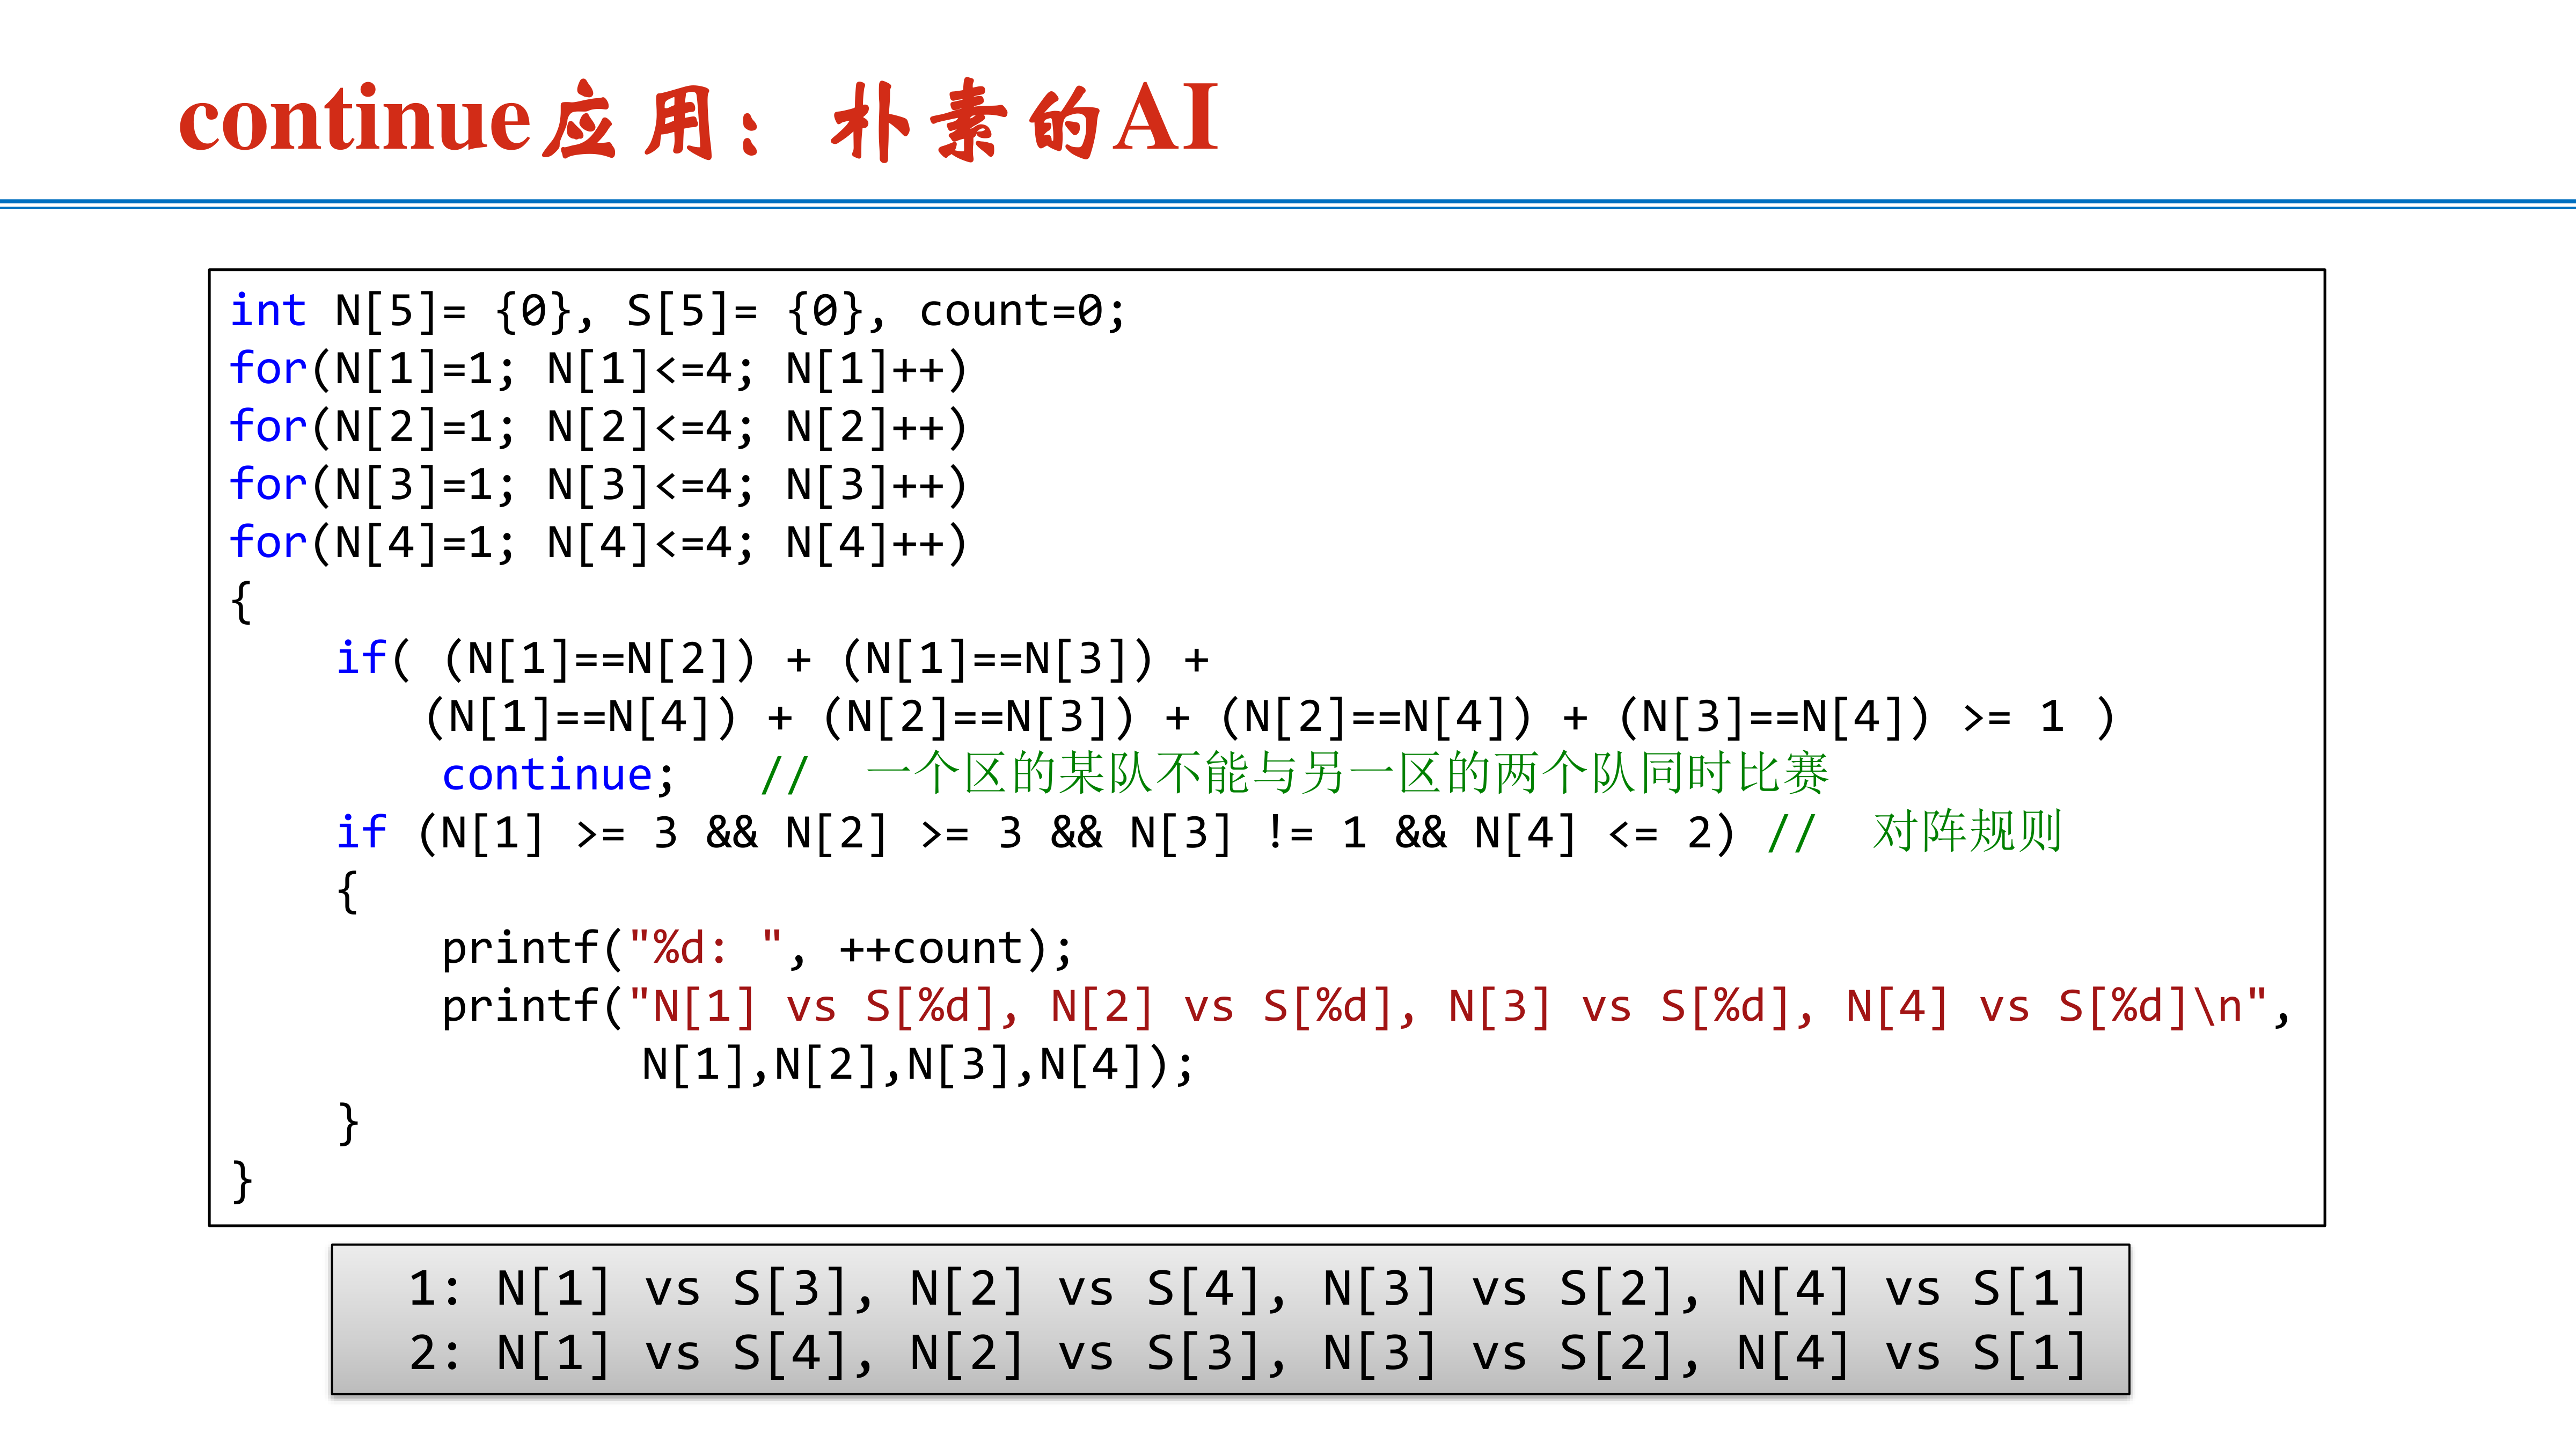 continue应用：朴素的AI
int N[5]= {0}, S[5]= {0}, count=0;
for(N[1]=1; N[1]<=4; N[1]++)
for(N[2]=1; N[2]<=4; N[2]++)
for(N[3]=1; N[3]<=4; N[3]++)
for(N[4]=1; N[4]<=4; N[4]++)
{
    if( (N[1]==N[2]) + (N[1]==N[3]) +
       (N[1]==N[4]) + (N[2]==N[3]) + (N[2]==N[4]) + (N[3]==N[4]) >= 1 )
        continue;   //  一个区的某队不能与另一区的两个队同时比赛
    if (N[1] >= 3 && N[2] >= 3 && N[3] != 1 && N[4] <= 2) //  对阵规则
    {
        printf("%d: ", ++count);
        printf("N[1] vs S[%d], N[2] vs S[%d], N[3] vs S[%d], N[4] vs S[%d]\n",
               N[1],N[2],N[3],N[4]);
    }
}
1: N[1] vs S[3], N[2] vs S[4], N[3] vs S[2], N[4] vs S[1]
2: N[1] vs S[4], N[2] vs S[3], N[3] vs S[2], N[4] vs S[1]